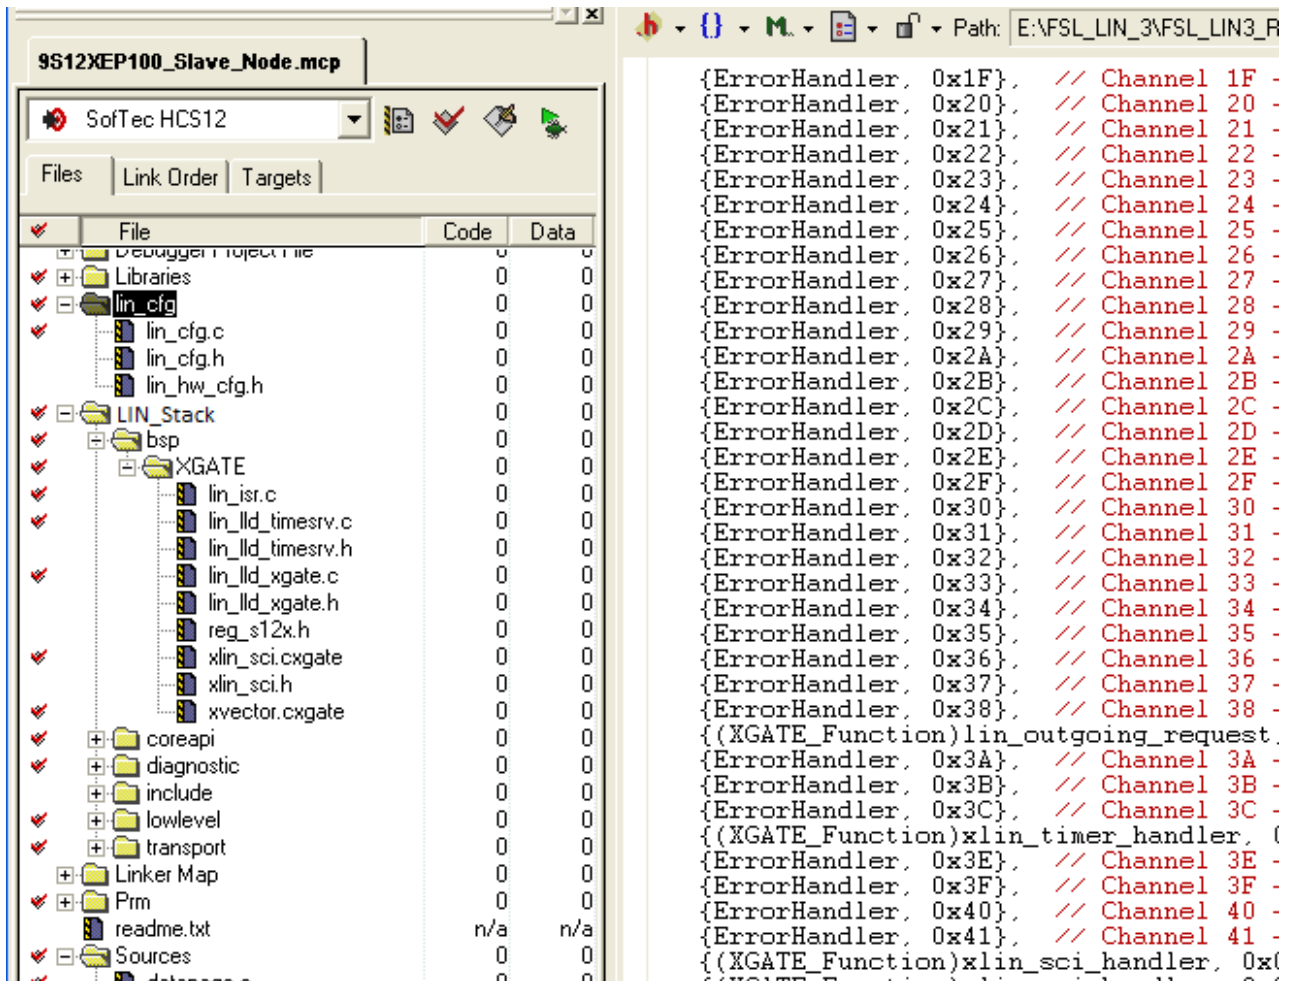 9S12XEP100_Slave_Node.mcp
SofTec HCS12
Files Link Order Targets
File Code Data
Debugger Project File 0 0
Libraries 0 0
lin_cfg 0 0
lin_cfg.c 0 0
lin_cfg.h 0 0
lin_hw_cfg.h 0 0
LIN_Stack 0 0
bsp 0 0
XGATE 0 0
lin_isr.c 0 0
lin_lld_timesrv.c 0 0
lin_lld_timesrv.h 0 0
lin_lld_xgate.c 0 0
lin_lld_xgate.h 0 0
reg_s12x.h 0 0
xlin_sci.cxgate 0 0
xlin_sci.h 0 0
xvector.cxgate 0 0
coreapi 0 0
diagnostic 0 0
include 0 0
lowlevel 0 0
transport 0 0
Linker Map 0 0
Prm 0 0
readme.txt n/a n/a
Sources 0 0
datapage.c 0 0
h {} M. Path: E:\FSL_LIN_3\FSL_LIN3_R
{ErrorHandler, 0x1F}, // Channel 1F -
{ErrorHandler, 0x20}, // Channel 20 -
{ErrorHandler, 0x21}, // Channel 21 -
{ErrorHandler, 0x22}, // Channel 22 -
{ErrorHandler, 0x23}, // Channel 23 -
{ErrorHandler, 0x24}, // Channel 24 -
{ErrorHandler, 0x25}, // Channel 25 -
{ErrorHandler, 0x26}, // Channel 26 -
{ErrorHandler, 0x27}, // Channel 27 -
{ErrorHandler, 0x28}, // Channel 28 -
{ErrorHandler, 0x29}, // Channel 29 -
{ErrorHandler, 0x2A}, // Channel 2A -
{ErrorHandler, 0x2B}, // Channel 2B -
{ErrorHandler, 0x2C}, // Channel 2C -
{ErrorHandler, 0x2D}, // Channel 2D -
{ErrorHandler, 0x2E}, // Channel 2E -
{ErrorHandler, 0x2F}, // Channel 2F -
{ErrorHandler, 0x30}, // Channel 30 -
{ErrorHandler, 0x31}, // Channel 31 -
{ErrorHandler, 0x32}, // Channel 32 -
{ErrorHandler, 0x33}, // Channel 33 -
{ErrorHandler, 0x34}, // Channel 34 -
{ErrorHandler, 0x35}, // Channel 35 -
{ErrorHandler, 0x36}, // Channel 36 -
{ErrorHandler, 0x37}, // Channel 37 -
{ErrorHandler, 0x38}, // Channel 38 -
{(XGATE_Function)lin_outgoing_request,
{ErrorHandler, 0x3A}, // Channel 3A -
{ErrorHandler, 0x3B}, // Channel 3B -
{ErrorHandler, 0x3C}, // Channel 3C -
{(XGATE_Function)xlin_timer_handler, 0
{ErrorHandler, 0x3E}, // Channel 3E -
{ErrorHandler, 0x3F}, // Channel 3F -
{ErrorHandler, 0x40}, // Channel 40 -
{ErrorHandler, 0x41}, // Channel 41 -
{(XGATE_Function)xlin_sci_handler, 0x0